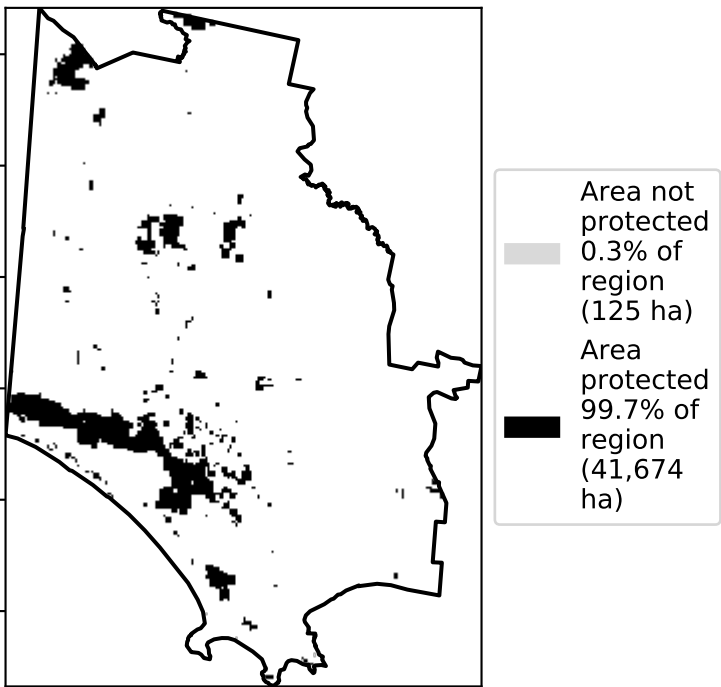 Area not
protected
0.3% of
region
(125 ha)
Area
protected
99.7% of
region
(41,674
ha)